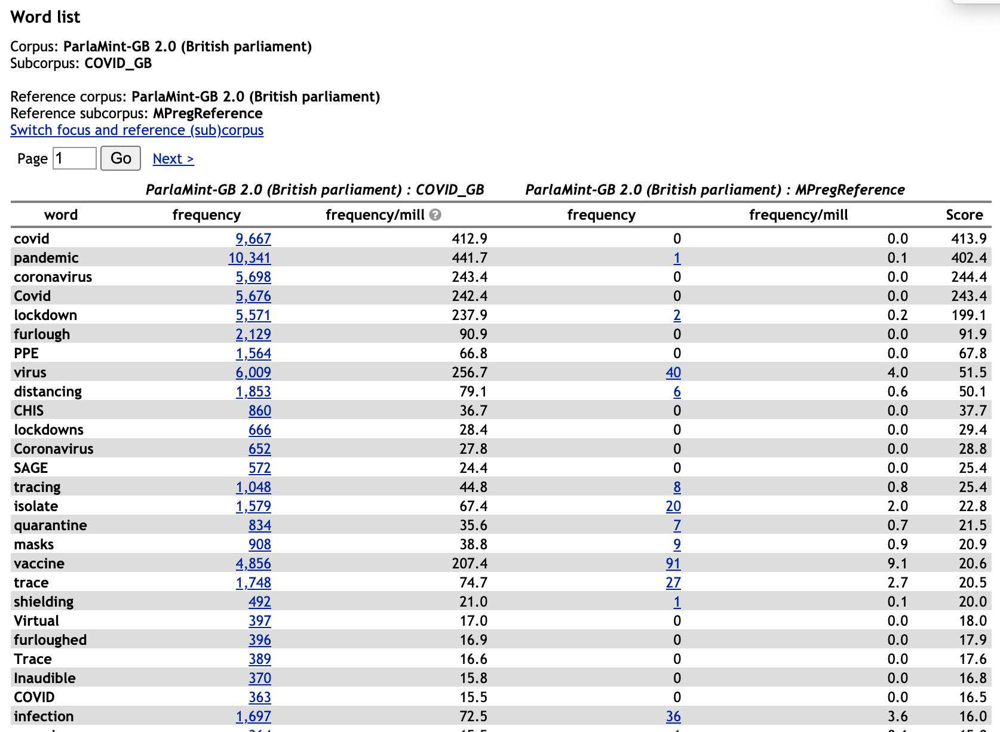 Word list
Corpus: ParlaMint-GB 2.0 (British parliament)
Subcorpus: COVID_GB
Reference corpus: ParlaMint-GB 2.0 (British parliament)
Reference subcorpus: MPregReference
Switch focus and reference (sub)corpus
Page 1 Go Next >
ParlaMint-GB 2.0 (British parliament) : COVID_GB ParlaMint-GB 2.0 (British parliament) : MPregReference
word frequency frequency/mill ? frequency frequency/mill Score
covid 9,667 412.9 0 0.0 413.9
pandemic 10,341 441.7 1 0.1 402.4
coronavirus 5,698 243.4 0 0.0 244.4
Covid 5,676 242.4 0 0.0 243.4
lockdown 5,571 237.9 2 0.2 199.1
furlough 2,129 90.9 0 0.0 91.9
PPE 1,564 66.8 0 0.0 67.8
virus 6,009 256.7 40 4.0 51.5
distancing 1,853 79.1 6 0.6 50.1
CHIS 860 36.7 0 0.0 37.7
lockdowns 666 28.4 0 0.0 29.4
Coronavirus 652 27.8 0 0.0 28.8
SAGE 572 24.4 0 0.0 25.4
tracing 1,048 44.8 8 0.8 25.4
isolate 1,579 67.4 20 2.0 22.8
quarantine 834 35.6 7 0.7 21.5
masks 908 38.8 9 0.9 20.9
vaccine 4,856 207.4 91 9.1 20.6
trace 1,748 74.7 27 2.7 20.5
shielding 492 21.0 1 0.1 20.0
Virtual 397 17.0 0 0.0 18.0
furloughed 396 16.9 0 0.0 17.9
Trace 389 16.6 0 0.0 17.6
Inaudible 370 15.8 0 0.0 16.8
COVID 363 15.5 0 0.0 16.5
infection 1,697 72.5 36 3.6 16.0